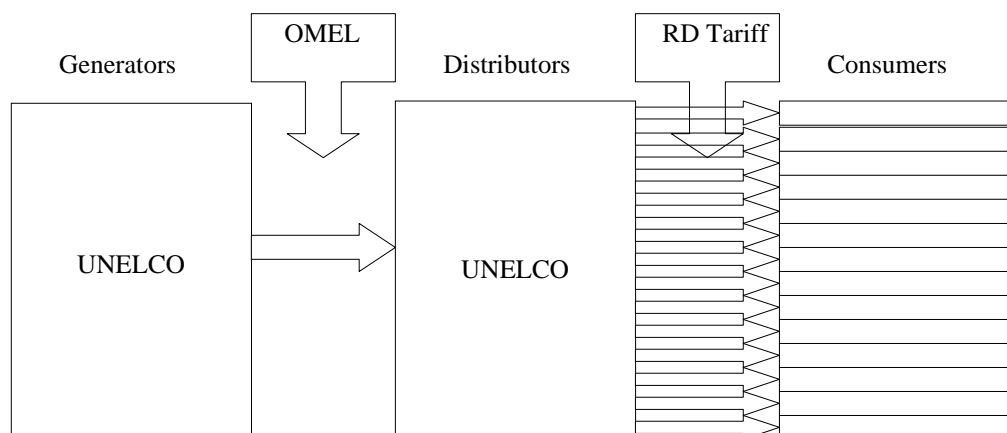 OMEL
RD Tariff
Generators
Distributors
Consumers
UNELCO
UNELCO